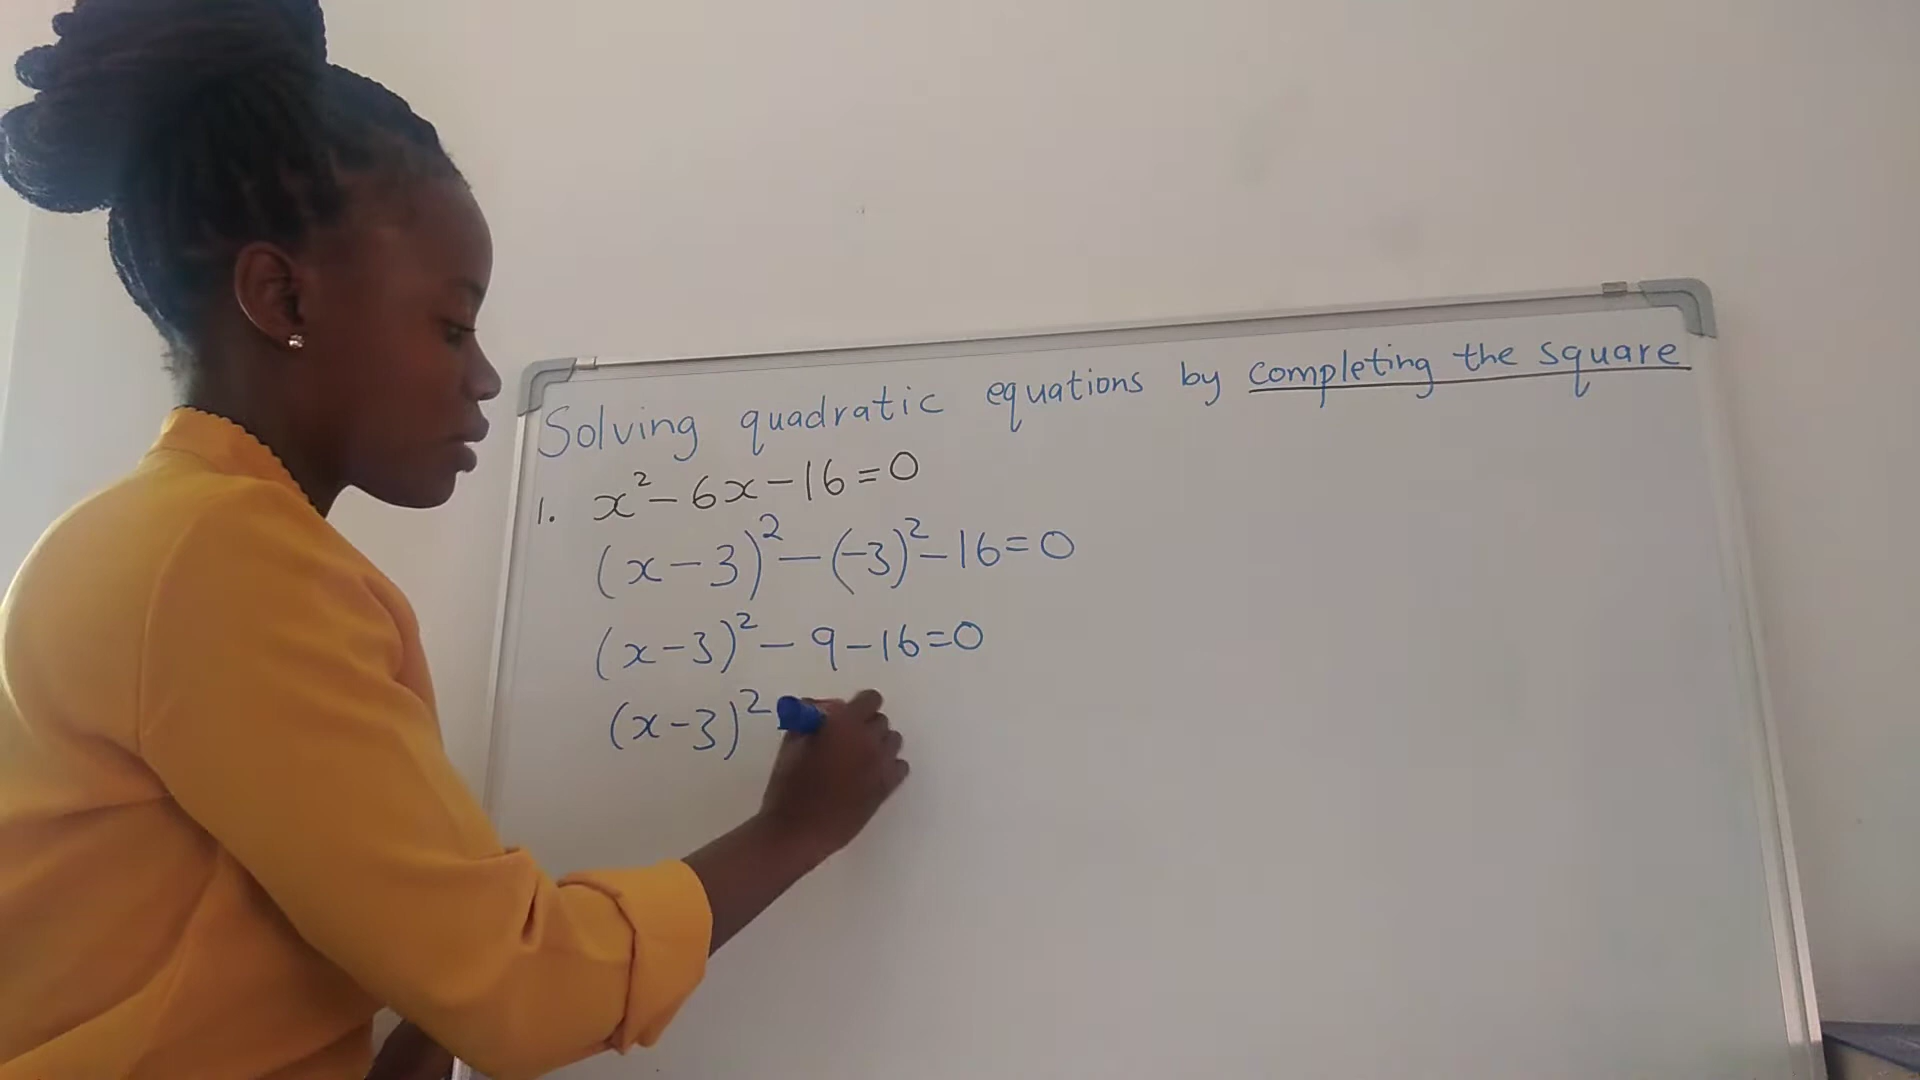 Solving quadratic equations by completing the square
1. x² - 6x - 16 = 0
(x - 3)² - (-3)² - 16 = 0
(x - 3)² - 9 - 16 = 0
(x - 3)²